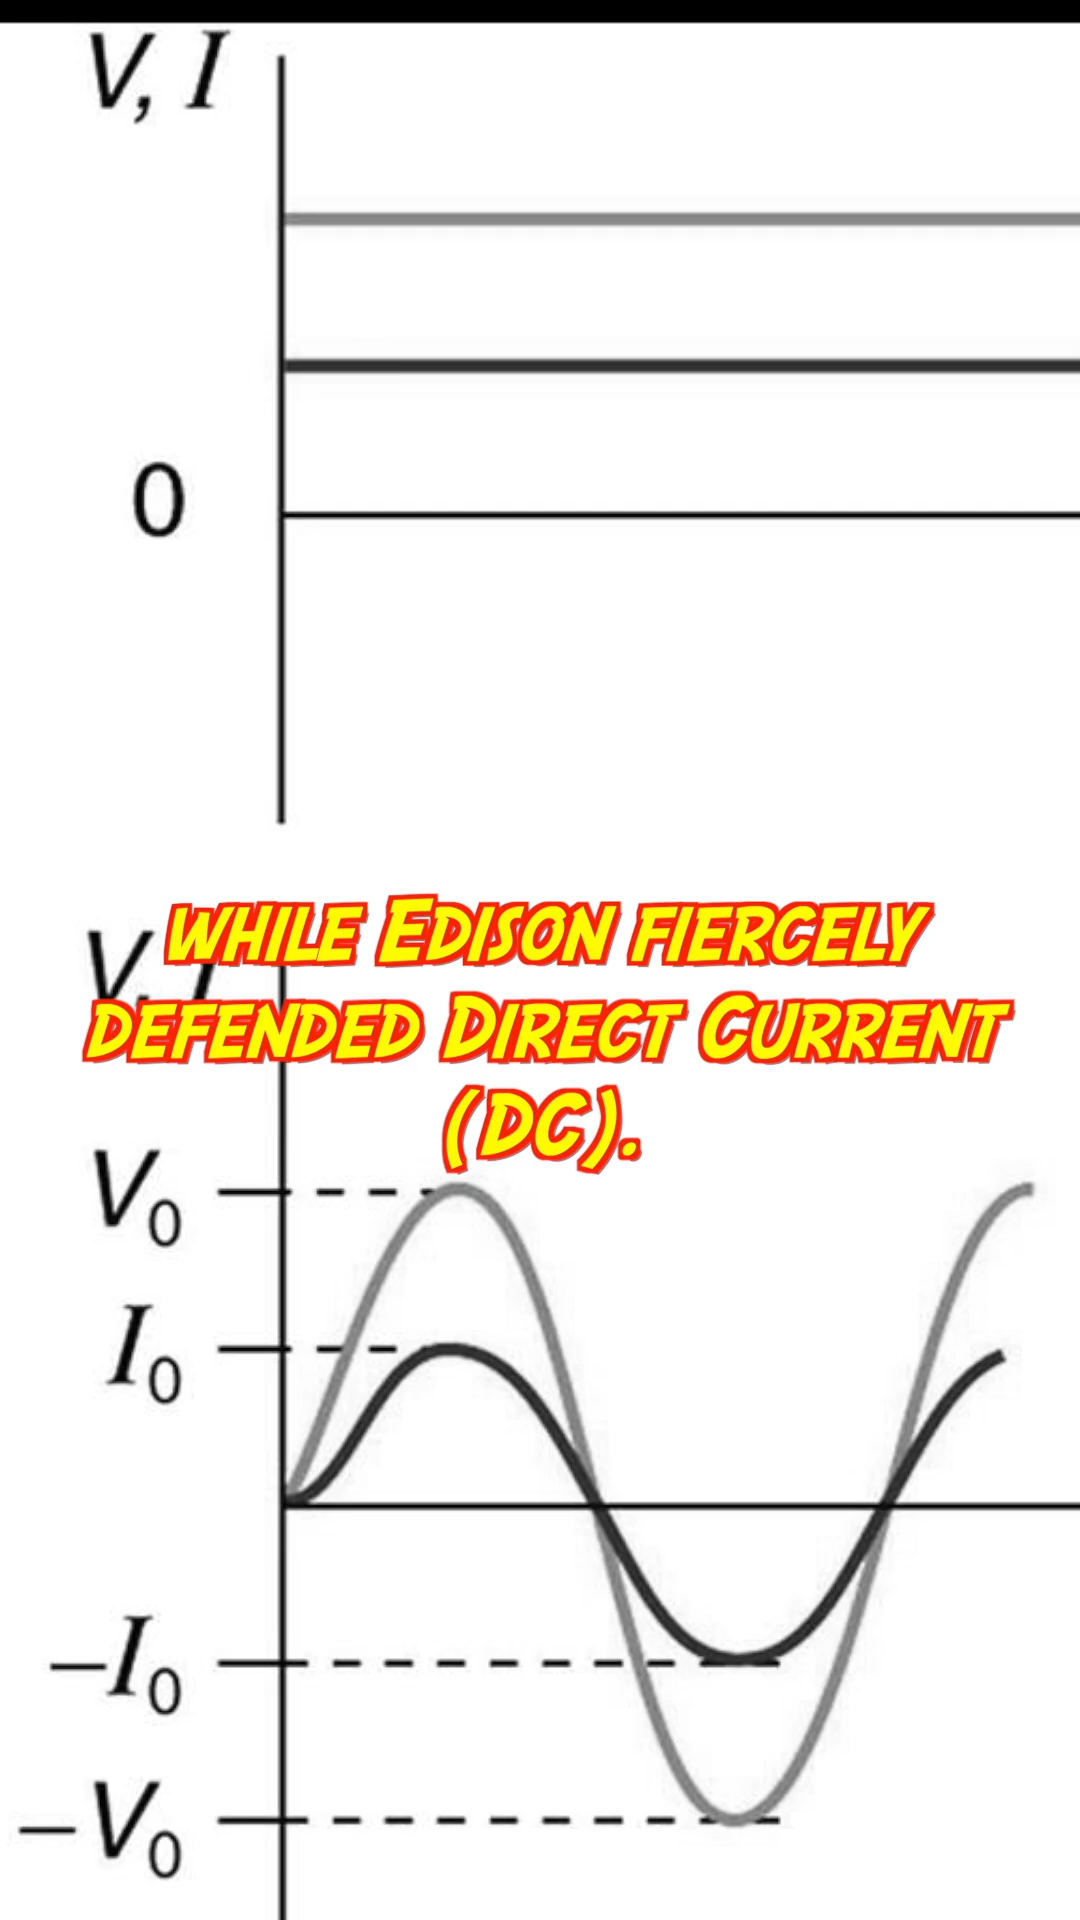 V, I
0
WHILE EDISON FIERCELY
V, I
DEFENDED DIRECT CURRENT
(DC).
V₀
I₀
–I₀
–V₀